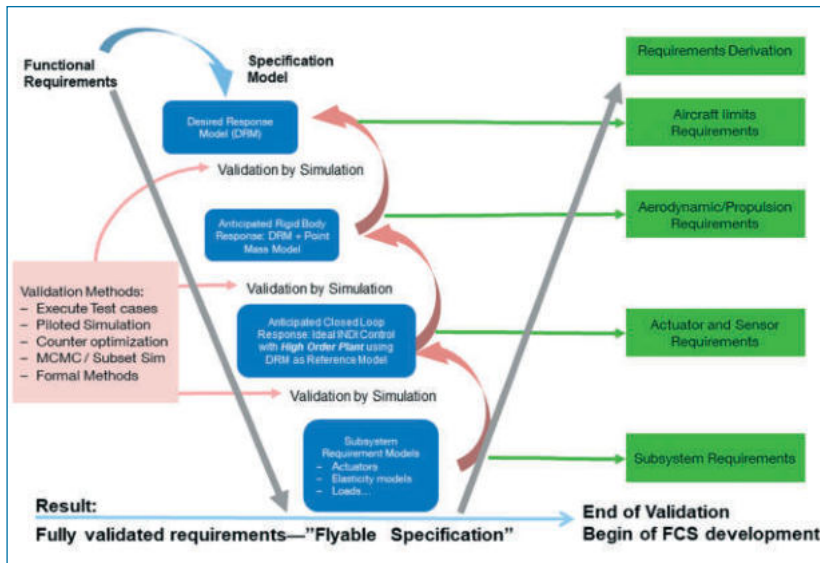 Functional
Requirements
Specification
Model
Requirements Derivation
Desired Response
Model (DRM)
Aircraft limits
Requirements
Validation by Simulation
Anticipated Rigid Body
Response: DRM + Point
Mass Model
Aerodynamic/Propulsion
Requirements
Validation Methods:
– Execute Test cases
– Piloted Simulation
– Counter optimization
– MCMC / Subset Sim
– Formal Methods
Validation by Simulation
Anticipated Closed Loop
Response: Ideal INDI Control
with High Order Plant using
DRM as Reference Model
Actuator and Sensor
Requirements
Validation by Simulation
Subsystem
Requirement Models
– Actuators
– Elasticity models
– Loads...
Subsystem Requirements
Result:
Fully validated requirements—"Flyable Specification"
End of Validation
Begin of FCS development